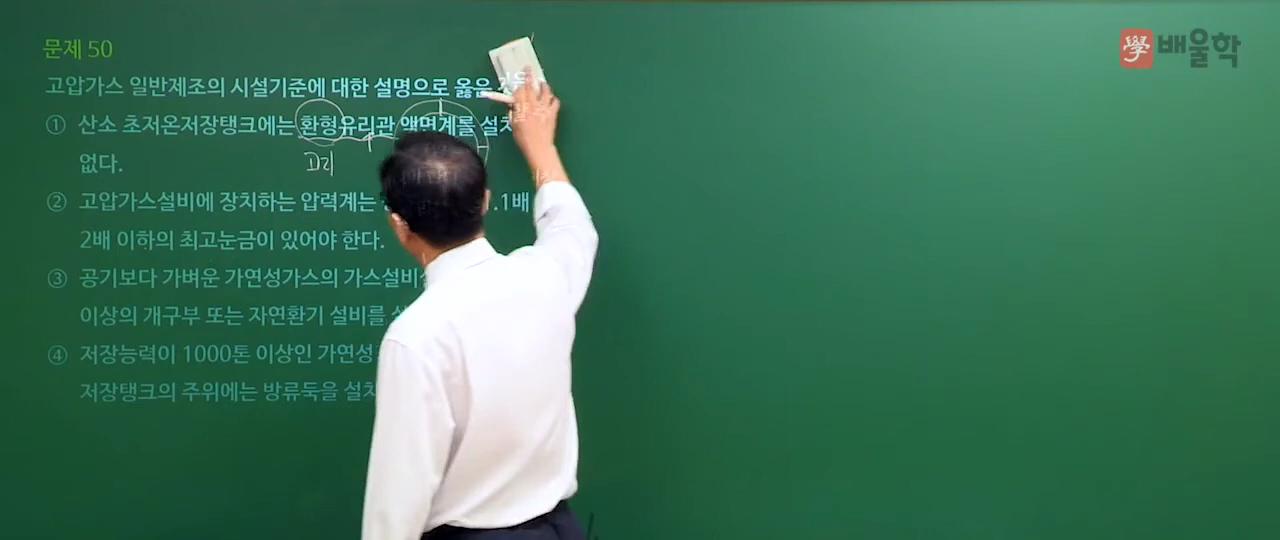 문제 50
學 배울학
고압가스 일반제조의 시설기준에 대한 설명으로 옳은
① 산소 초저온저장탱크에는 환형유리관 액면계를 설치
없다.
고리
② 고압가스설비에 장치하는 압력계는 .1배
2배 이하의 최고눈금이 있어야 한다.
③ 공기보다 가벼운 가연성가스의 가스설비
이상의 개구부 또는 자연환기 설비를
④ 저장능력이 1000톤 이상인 가연성
저장탱크의 주위에는 방류둑을 설치